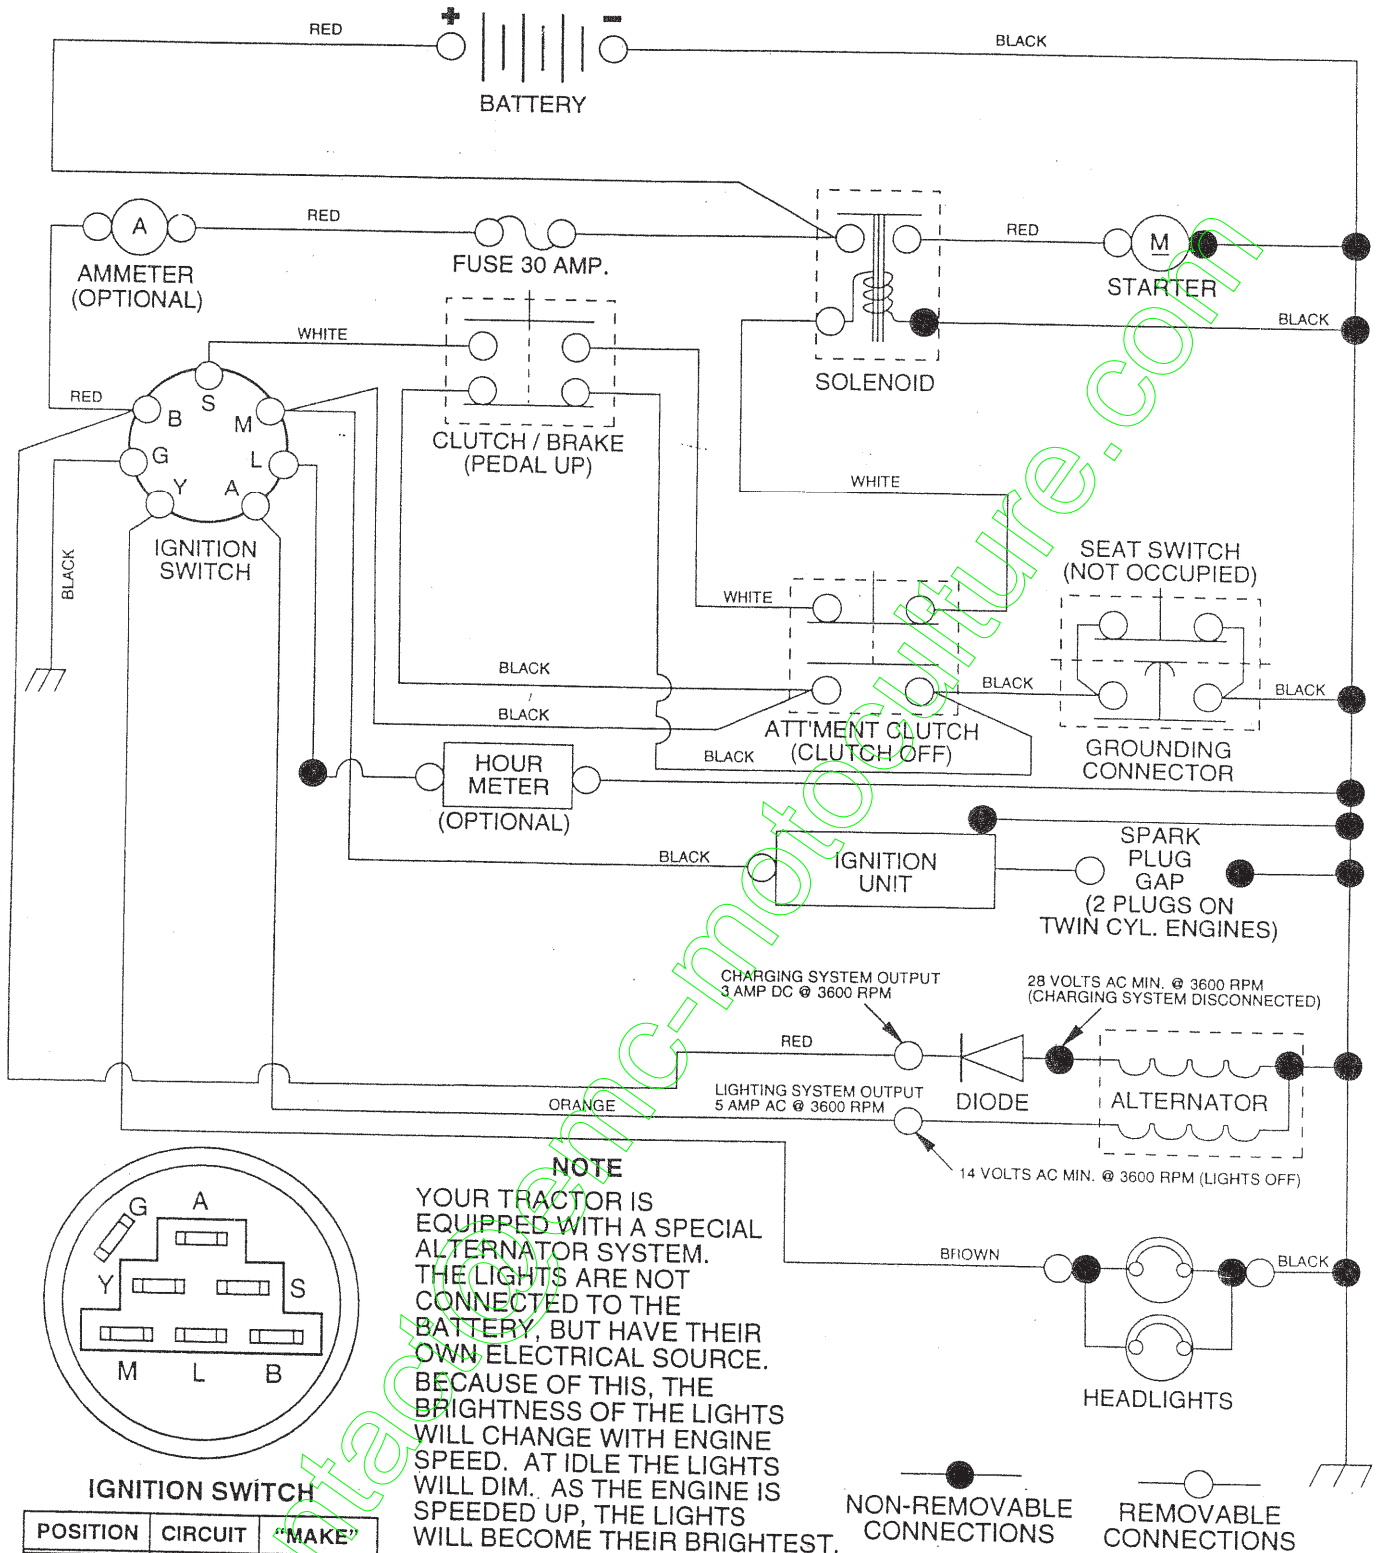 + −
RED
BLACK
BATTERY
A
RED
AMMETER
(OPTIONAL)
FUSE 30 AMP.
RED
M
STARTER
BLACK
SOLENOID
WHITE
RED
S
B
M
G
L
Y
A
IGNITION
SWITCH
CLUTCH / BRAKE
(PEDAL UP)
WHITE
BLACK
SEAT SWITCH
(NOT OCCUPIED)
WHITE
BLACK
BLACK
BLACK
BLACK
ATT'MENT CLUTCH
(CLUTCH OFF)
BLACK
GROUNDING
CONNECTOR
HOUR
METER
(OPTIONAL)
BLACK
IGNITION
UNIT
SPARK
PLUG
GAP
(2 PLUGS ON
TWIN CYL. ENGINES)
CHARGING SYSTEM OUTPUT
3 AMP DC @ 3600 RPM
28 VOLTS AC MIN. @ 3600 RPM
(CHARGING SYSTEM DISCONNECTED)
RED
LIGHTING SYSTEM OUTPUT
5 AMP AC @ 3600 RPM
DIODE
ALTERNATOR
ORANGE
14 VOLTS AC MIN. @ 3600 RPM (LIGHTS OFF)
NOTE
YOUR TRACTOR IS
EQUIPPED WITH A SPECIAL
ALTERNATOR SYSTEM.
THE LIGHTS ARE NOT
CONNECTED TO THE
BATTERY, BUT HAVE THEIR
OWN ELECTRICAL SOURCE.
BECAUSE OF THIS, THE
BRIGHTNESS OF THE LIGHTS
WILL CHANGE WITH ENGINE
SPEED. AT IDLE THE LIGHTS
WILL DIM. AS THE ENGINE IS
SPEEDED UP, THE LIGHTS
WILL BECOME THEIR BRIGHTEST.
BROWN
BLACK
HEADLIGHTS
G A
Y S
M L B
IGNITION SWITCH
POSITION CIRCUIT "MAKE"
NON-REMOVABLE
CONNECTIONS
REMOVABLE
CONNECTIONS
ntact@emc-motoculture.com